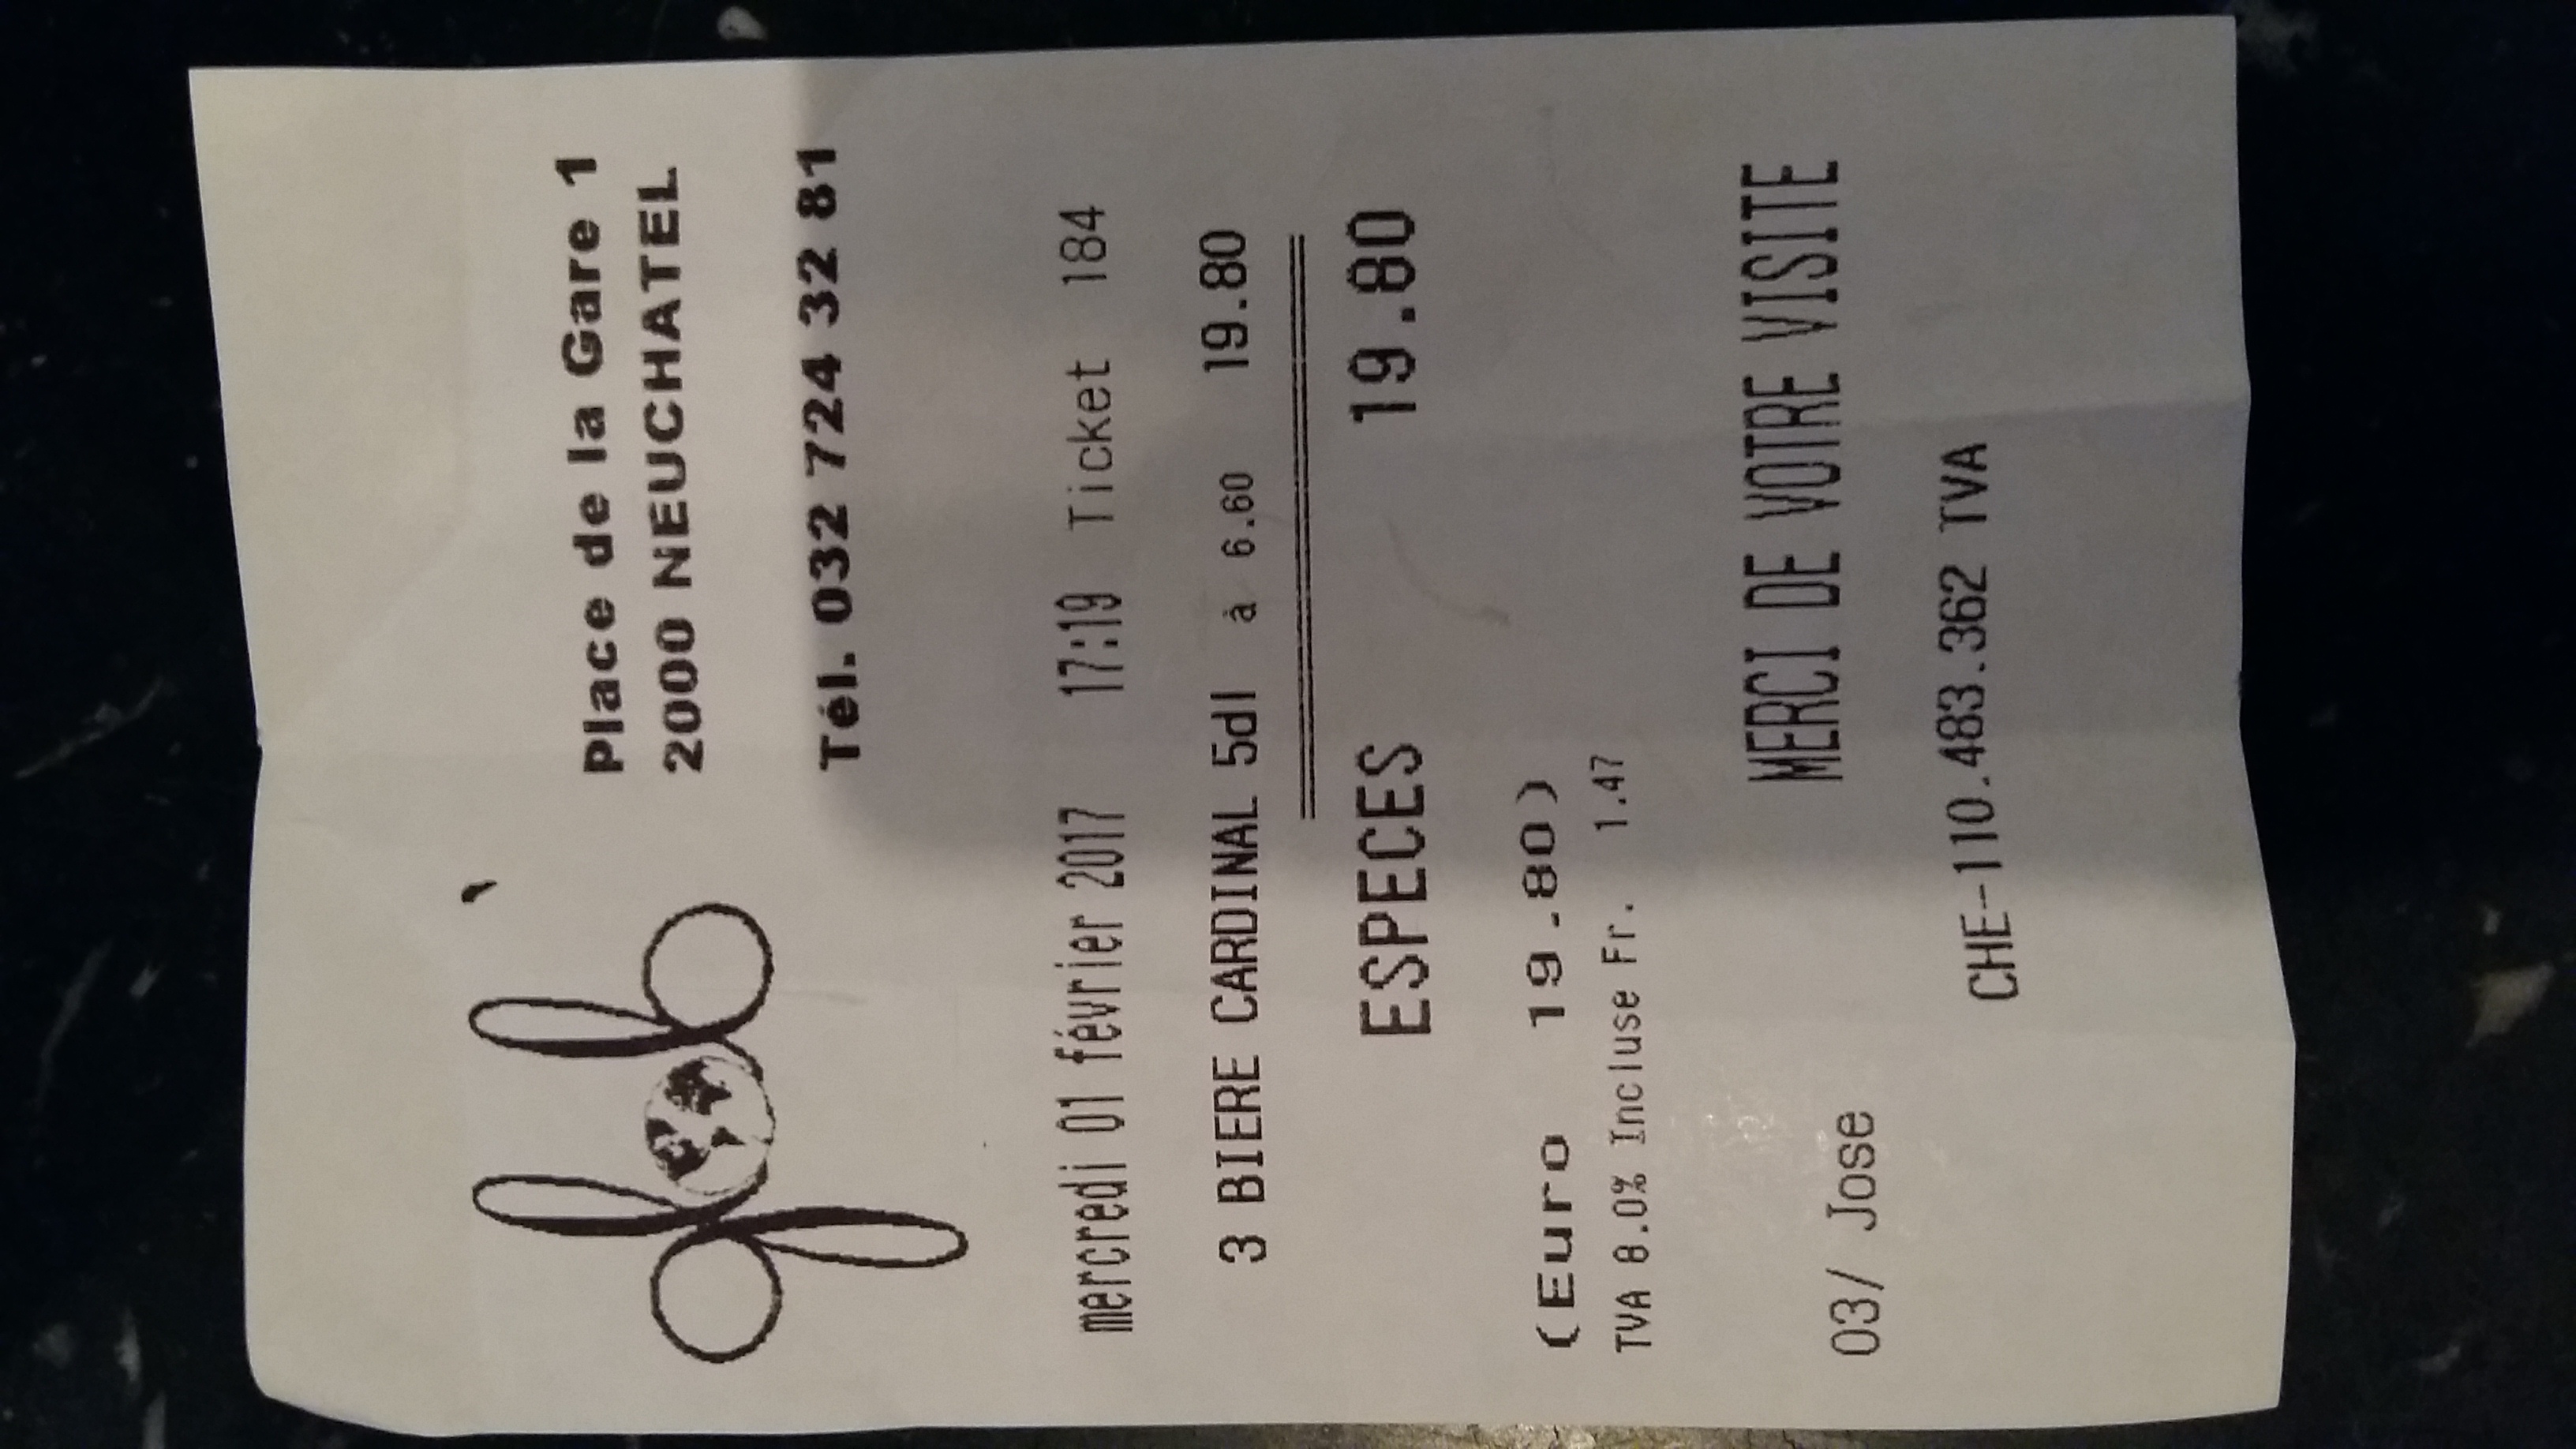 glob'
Place de la Gare 1
2000 NEUCHATEL
Tél. 032 724 32 81
mercredi 01 février 2017 17:19 Ticket 184
3 BIERE CARDINAL 5dl à 6.60 19.80
ESPECES 19.80
(Euro 19.80)
TVA 8.0% Incluse Fr. 1.47
MERCI DE VOTRE VISITE
03/ Jose
CHE-110.483.362 TVA